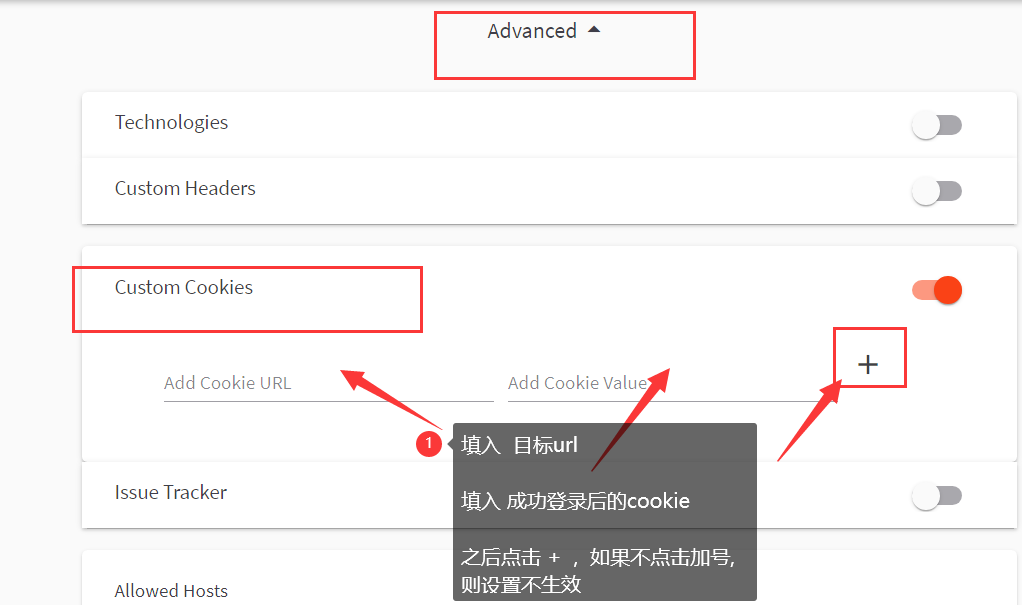 Advanced
Technologies
Custom Headers
Custom Cookies
Add Cookie URL
Add Cookie Value
+
1
填入 目标url
填入 成功登录后的cookie
之后点击 + ，如果不点击加号,
则设置不生效
Issue Tracker
Allowed Hosts